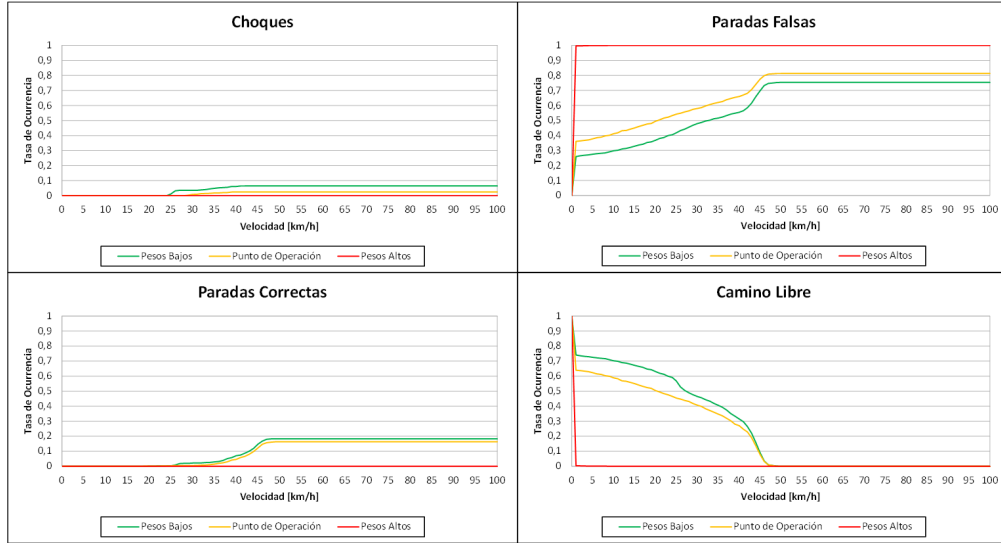 Choques
Tasa de Ocurrencia
1
0,9
0,8
0,7
0,6
0,5
0,4
0,3
0,2
0,1
0
0 5 10 15 20 25 30 35 40 45 50 55 60 65 70 75 80 85 90 95 100
Velocidad [km/h]
Pesos Bajos Punto de Operación Pesos Altos
Paradas Falsas
Tasa de Ocurrencia
1
0,9
0,8
0,7
0,6
0,5
0,4
0,3
0,2
0,1
0
0 5 10 15 20 25 30 35 40 45 50 55 60 65 70 75 80 85 90 95 100
Velocidad [km/h]
Pesos Bajos Punto de Operación Pesos Altos
Paradas Correctas
Tasa de Ocurrencia
1
0,9
0,8
0,7
0,6
0,5
0,4
0,3
0,2
0,1
0
0 5 10 15 20 25 30 35 40 45 50 55 60 65 70 75 80 85 90 95 100
Velocidad [km/h]
Pesos Bajos Punto de Operación Pesos Altos
Camino Libre
Tasa de Ocurrencia
1
0,9
0,8
0,7
0,6
0,5
0,4
0,3
0,2
0,1
0
0 5 10 15 20 25 30 35 40 45 50 55 60 65 70 75 80 85 90 95 100
Velocidad [km/h]
Pesos Bajos Punto de Operación Pesos Altos